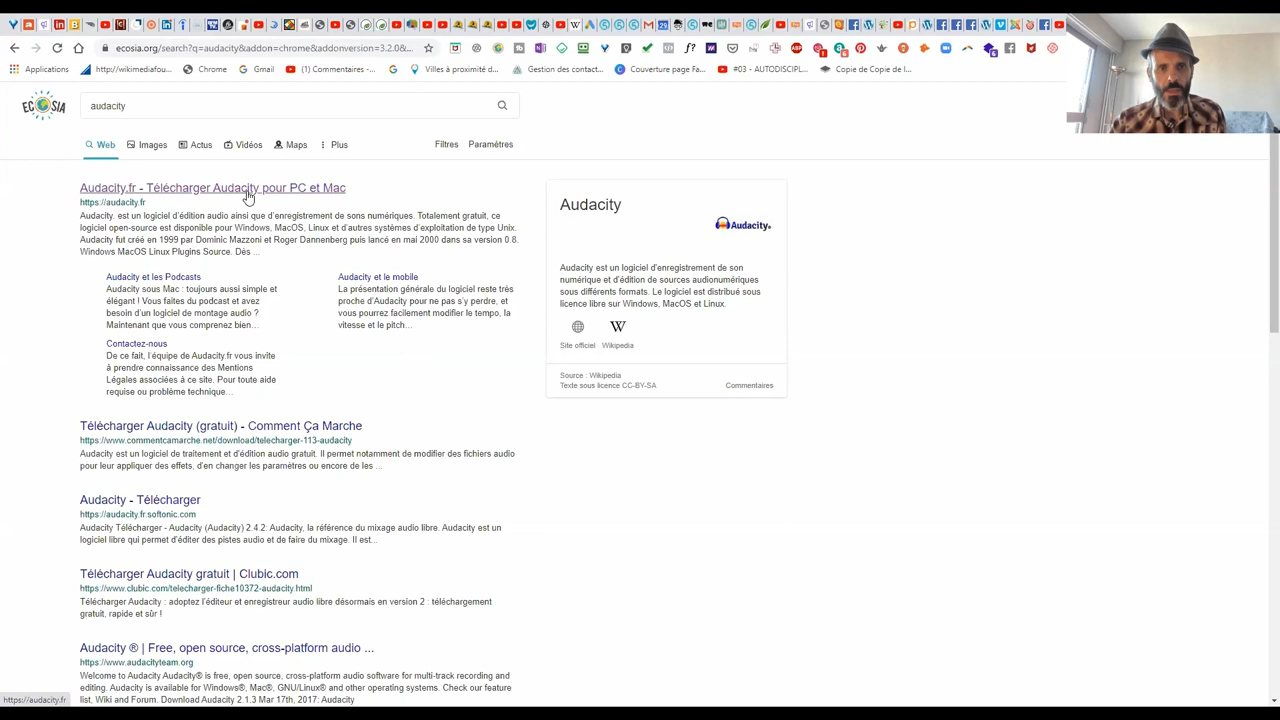 ecosia.org/search?q=audacity&addon=chrome&addonversion=3.2.0&...
Applications
http://wikimediafou...
Chrome
Gmail
(1) Commentaires -...
Villes à proximité d...
Gestion des contact...
Couverture page Fa...
#03 - AUTODISCIPL...
Copie de Copie de l...
ECOSIA
audacity
Web
Images
Actus
Vidéos
Maps
Plus
Filtres
Paramètres
Audacity.fr - Télécharger Audacity pour PC et Mac
https://audacity.fr
Audacity. est un logiciel d'édition audio ainsi que d'enregistrement de sons numériques. Totalement gratuit, ce
logiciel open-source est disponible pour Windows, MacOS, Linux et d'autres systèmes d'exploitation de type Unix.
Audacity fut créé en 1999 par Dominic Mazzoni et Roger Dannenberg puis lancé en mai 2000 dans sa version 0.8.
Windows MacOS Linux Plugins Source. Dès ...
Audacity et les Podcasts
Audacity sous Mac : toujours aussi simple et
élégant ! Vous faites du podcast et avez
besoin d'un logiciel de montage audio ?
Maintenant que vous comprenez bien...
Audacity et le mobile
La présentation générale du logiciel reste très
proche d'Audacity pour ne pas s'y perdre, et
vous pourrez facilement modifier le tempo, la
vitesse et le pitch...
Contactez-nous
De ce fait, l'équipe de Audacity.fr vous invite
à prendre connaissance des Mentions
Légales associées à ce site. Pour toute aide
requise ou problème technique...
Télécharger Audacity (gratuit) - Comment Ça Marche
https://www.commentcamarche.net/download/telecharger-113-audacity
Audacity est un logiciel de traitement et d'édition audio gratuit. Il permet notamment de modifier des fichiers audio
pour leur appliquer des effets, d'en changer les paramètres ou encore de les ...
Audacity - Télécharger
https://audacity.fr.softonic.com
Audacity Télécharger - Audacity (Audacity) 2.4.2: Audacity, la référence du mixage audio libre. Audacity est un
logiciel libre qui permet d'éditer des pistes audio et de faire du mixage. Il est...
Télécharger Audacity gratuit | Clubic.com
https://www.clubic.com/telecharger-fiche10372-audacity.html
Télécharger Audacity : adoptez l'éditeur et enregistreur audio libre désormais en version 2 : téléchargement
gratuit, rapide et sûr !
Audacity ® | Free, open source, cross-platform audio ...
https://www.audacityteam.org
Welcome to Audacity Audacity® is free, open source, cross-platform audio software for multi-track recording and
editing. Audacity is available for Windows®, Mac®, GNU/Linux® and other operating systems. Check our feature
list, Wiki and Forum. Download Audacity 2.1.3 Mar 17th, 2017: Audacity
Audacity
Audacity.
Audacity est un logiciel d'enregistrement de son
numérique et d'édition de sources audionumériques
sous différents formats. Le logiciel est distribué sous
licence libre sur Windows, MacOS et Linux.
Site officiel
Wikipedia
Source : Wikipedia
Texte sous licence CC-BY-SA
Commentaires
https://audacity.fr